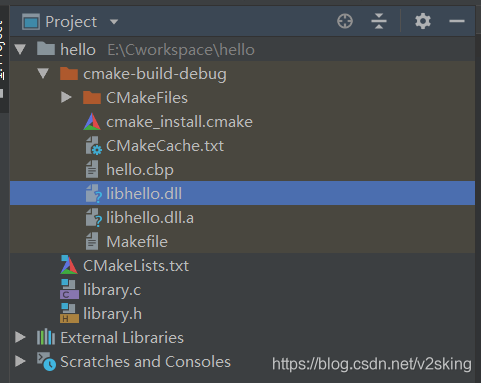 Project
hello E:\Cworkspace\hello
cmake-build-debug
CMakeFiles
cmake_install.cmake
CMakeCache.txt
hello.cbp
libhello.dll
libhello.dll.a
Makefile
CMakeLists.txt
library.c
library.h
External Libraries
Scratches and Consoles
https://blog.csdn.net/v2sking